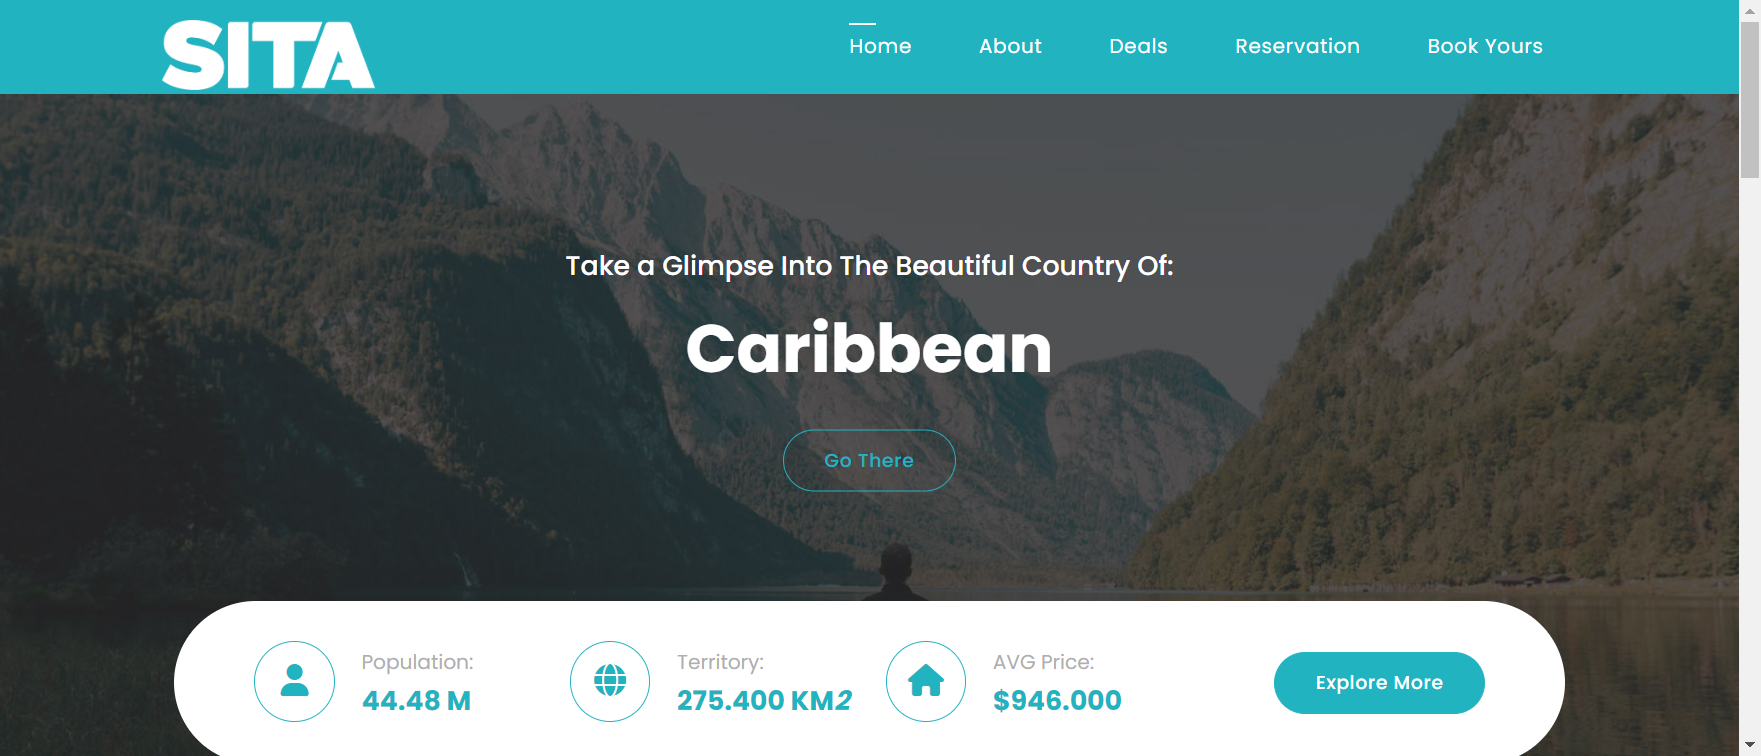 SITA
Home About Deals Reservation Book Yours
Take a Glimpse Into The Beautiful Country Of:
Caribbean
Go There
Population:
44.48 M
Territory:
275.400 KM2
AVG Price:
$946.000
Explore More